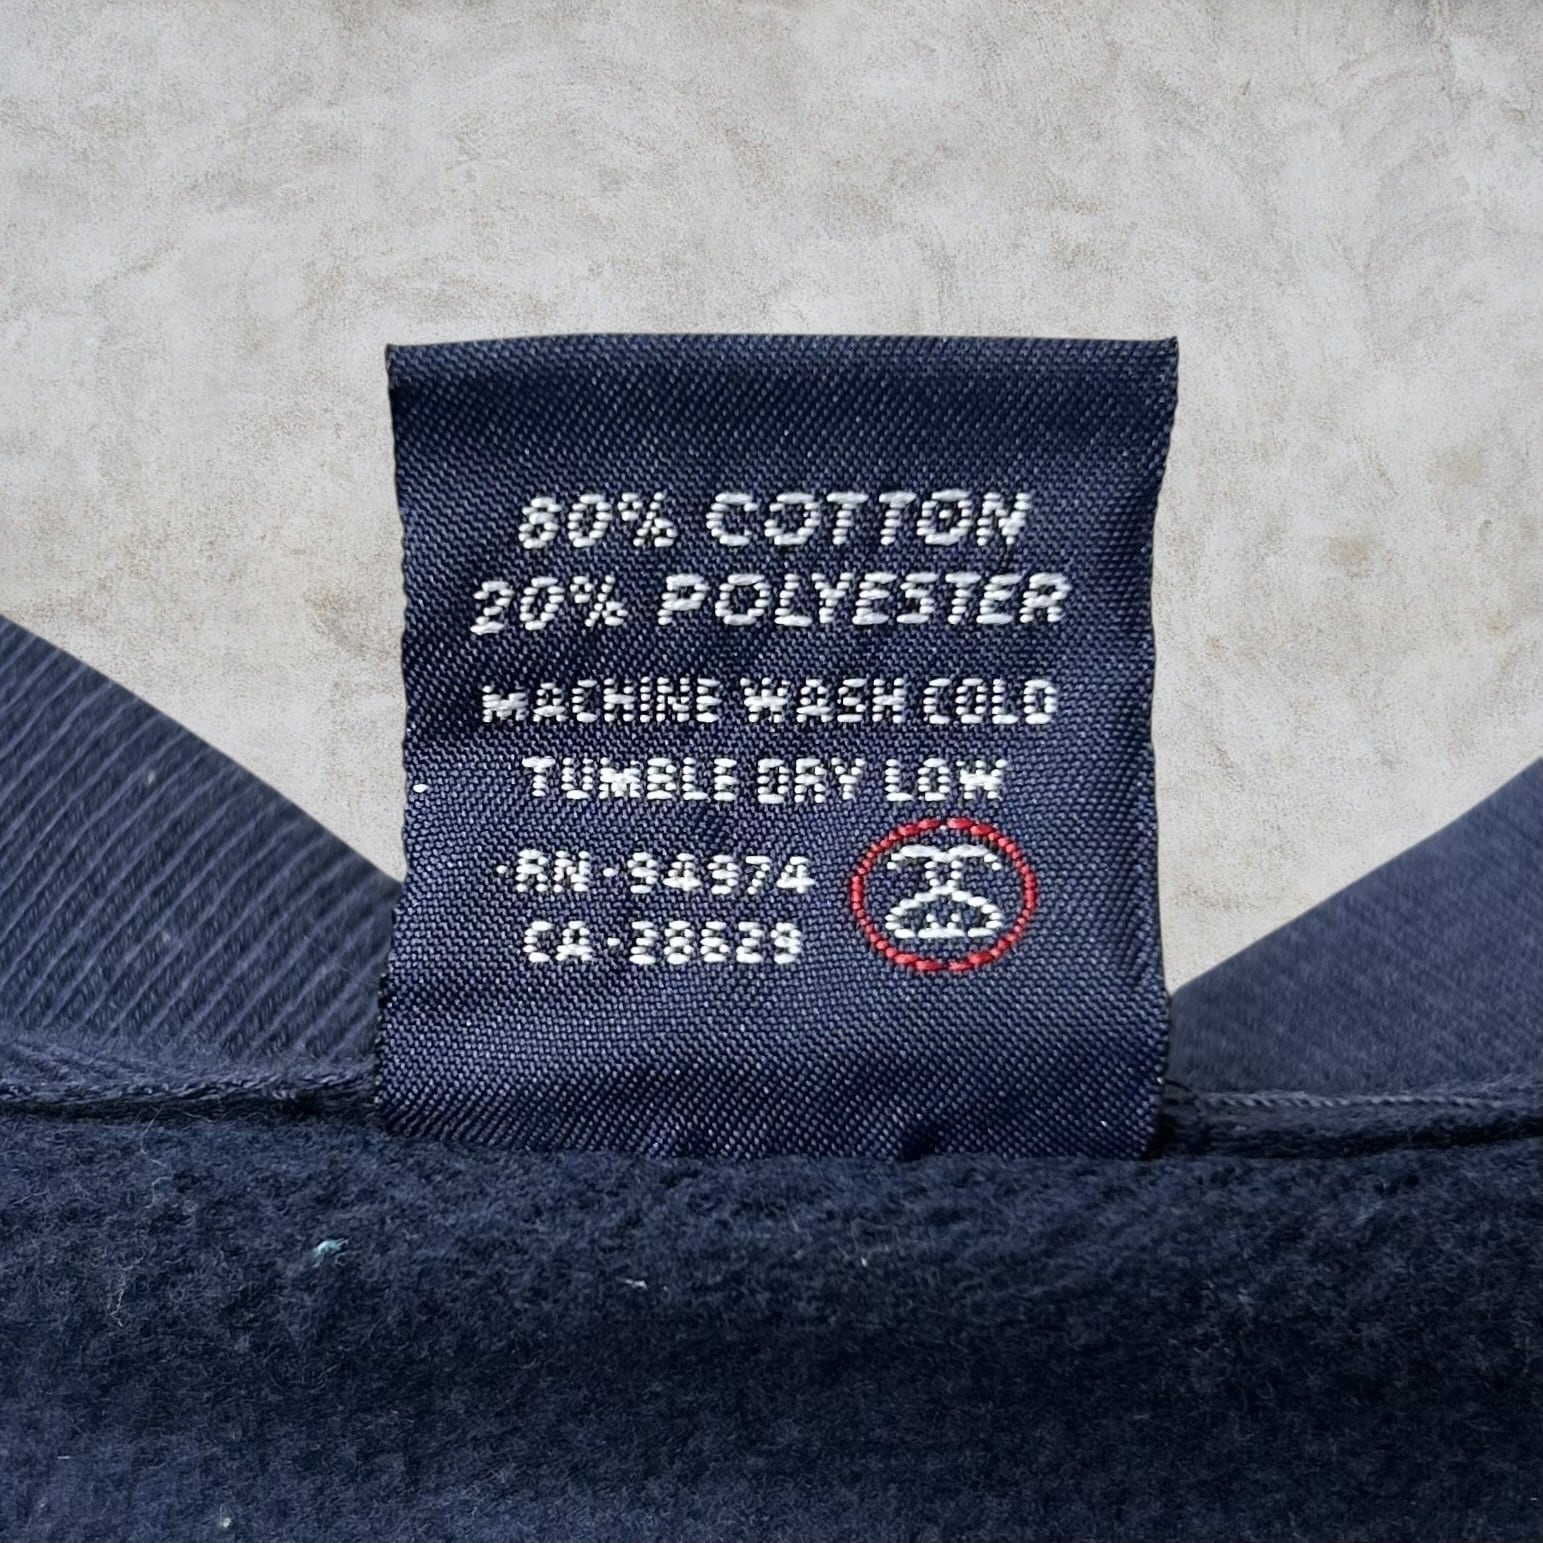 80% COTTON
20% POLYESTER
MACHINE WASH COLD
TUMBLE DRY LOW
RN·94974
CA·28629